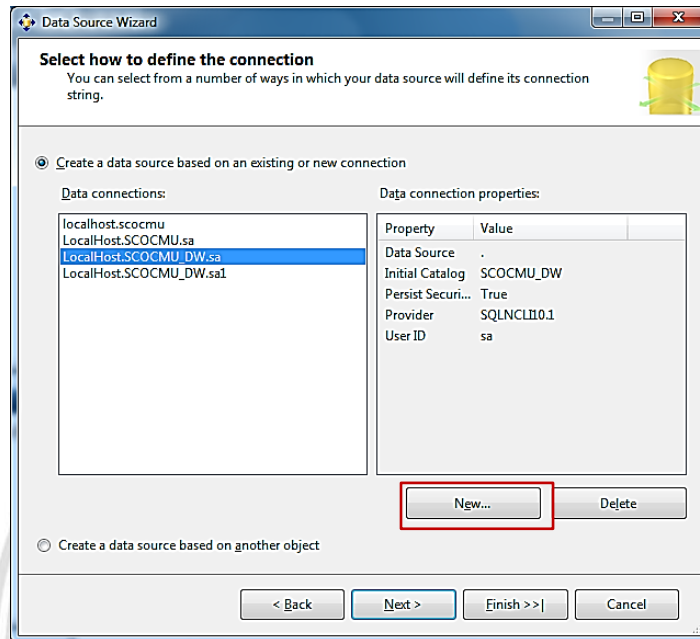 Data Source Wizard
Select how to define the connection
You can select from a number of ways in which your data source will define its connection
string.
Create a data source based on an existing or new connection
Data connections:
localhost.scocmu
LocalHost.SCOCMU.sa
LocalHost.SCOCMU_DW.sa
LocalHost.SCOCMU_DW.sa1
Data connection properties:
Property Value
Data Source .
Initial Catalog SCOCMU_DW
Persist Securi... True
Provider SQLNCLI10.1
User ID sa
New... Delete
Create a data source based on another object
< Back Next > Finish >>| Cancel